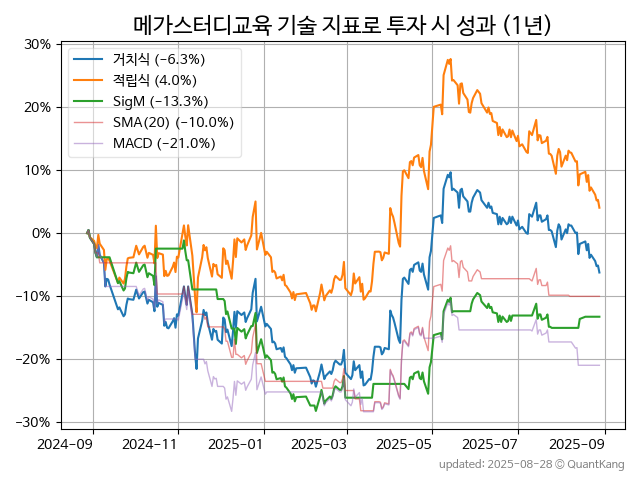 메가스터디교육 기술 지표로 투자 시 성과 (1년)
30%
20%
10%
0%
−10%
−20%
−30%
거치식 (−6.3%)
적립식 (4.0%)
SigM (−13.3%)
SMA(20) (−10.0%)
MACD (−21.0%)
2024-09 2024-11 2025-01 2025-03 2025-05 2025-07 2025-09
updated: 2025-08-28 © QuantKang